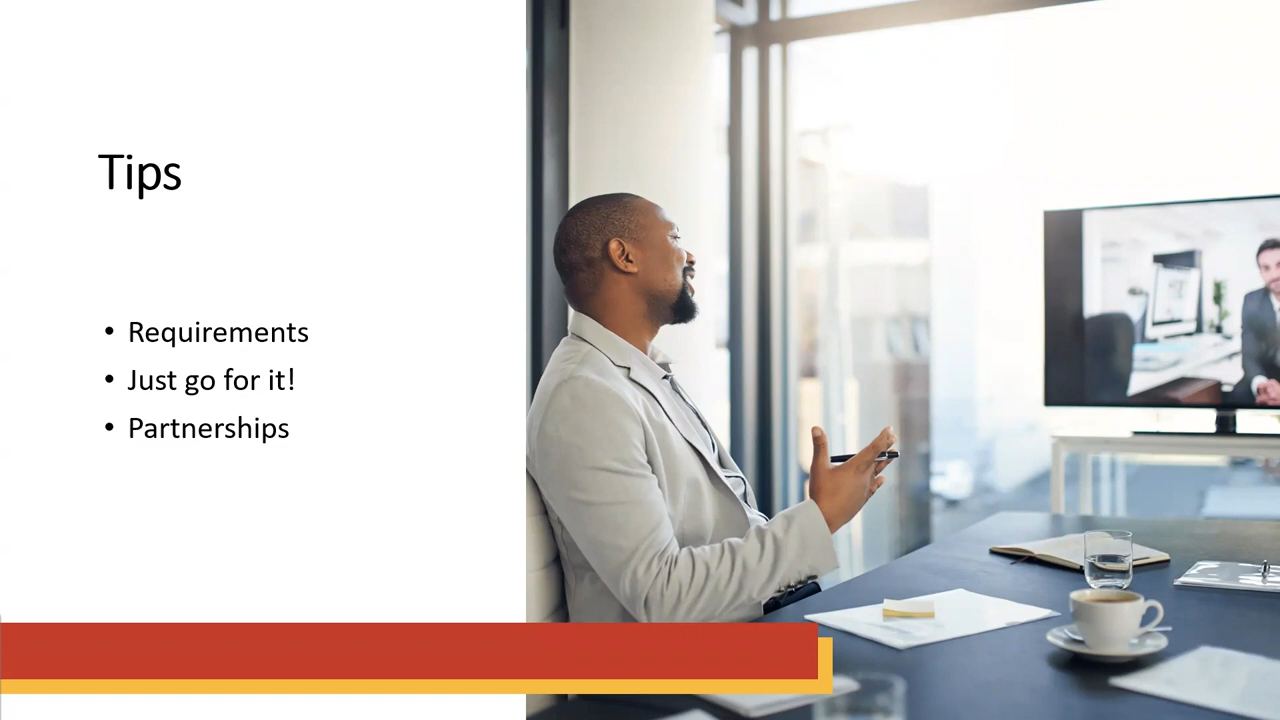 Tips
• Requirements
• Just go for it!
• Partnerships